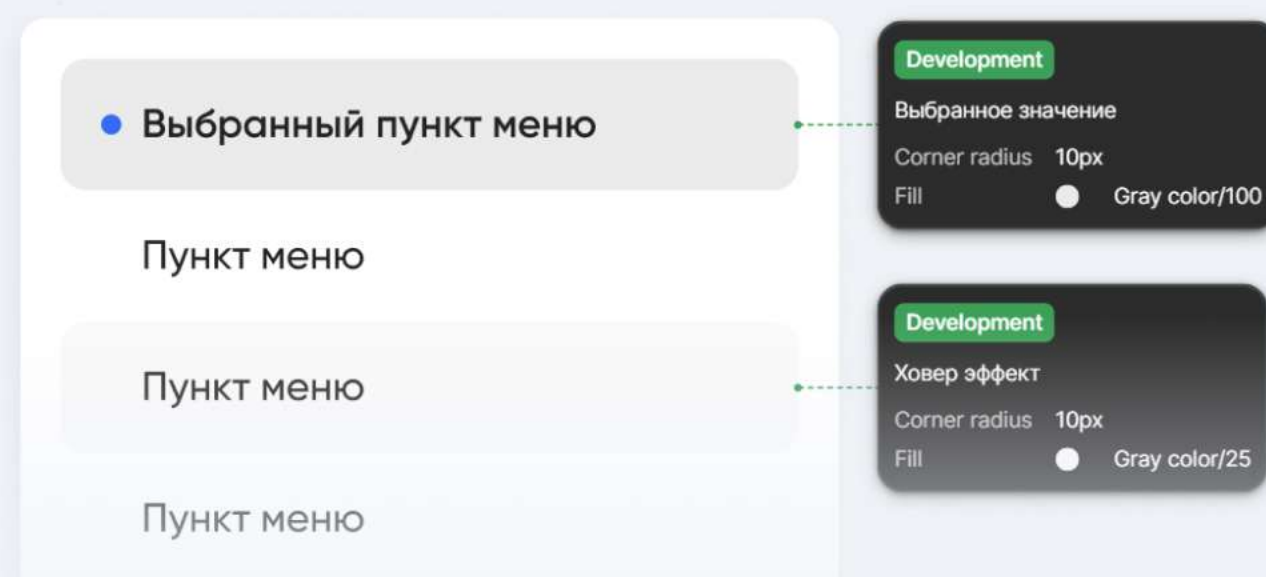 Выбранный пункт меню
Пункт меню
Пункт меню
Пункт меню
Development
Выбранное значение
Corner radius 10px
Fill Gray color/100
Development
Ховер эффект
Corner radius 10px
Fill Gray color/25